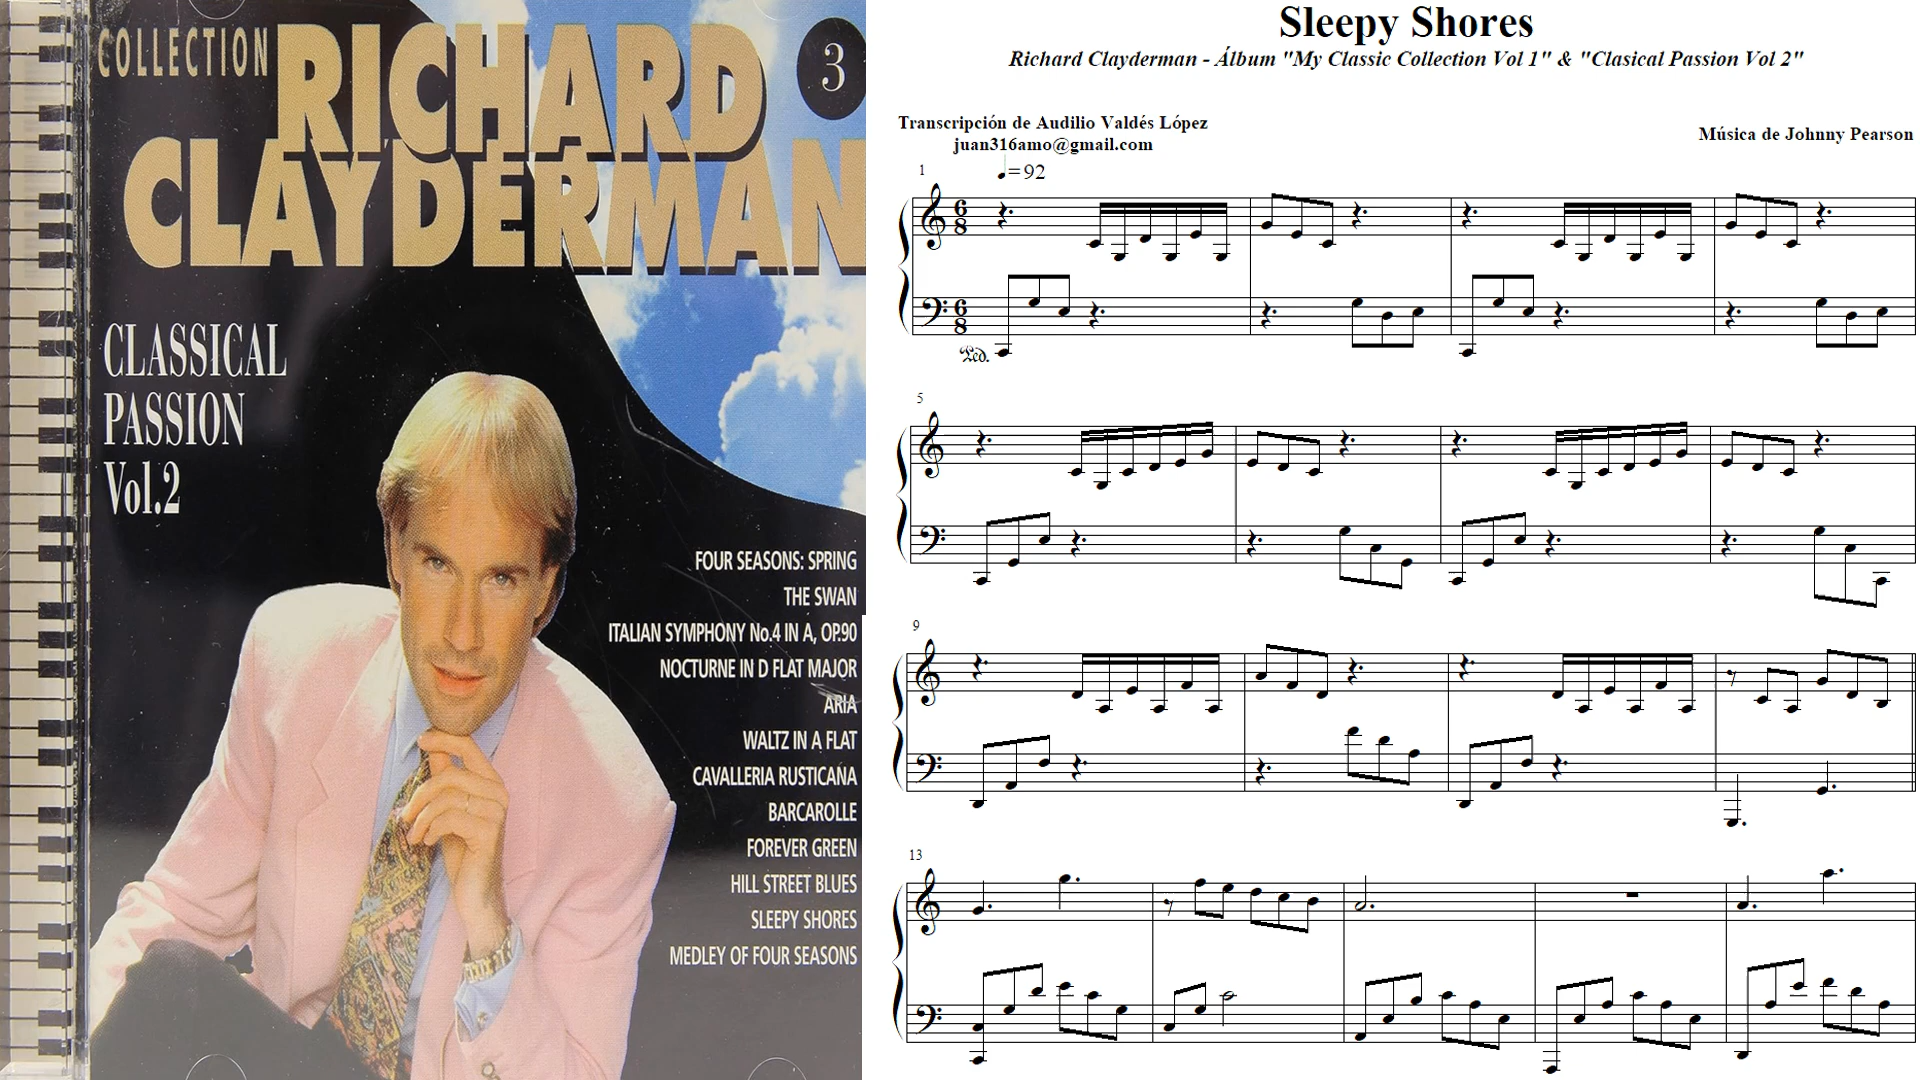 COLLECTION
RICHARD
CLAYDERMAN
3
CLASSICAL
PASSION
Vol.2
FOUR SEASONS: SPRING
THE SWAN
ITALIAN SYMPHONY No.4 IN A, OP.90
NOCTURNE IN D FLAT MAJOR
ARIA
WALTZ IN A FLAT
CAVALLERIA RUSTICANA
BARCAROLLE
FOREVER GREEN
HILL STREET BLUES
SLEEPY SHORES
MEDLEY OF FOUR SEASONS
Sleepy Shores
Richard Clayderman - Álbum "My Classic Collection Vol 1" & "Clasical Passion Vol 2"
Transcripción de Audilio Valdés López
juan316amo@gmail.com
Música de Johnny Pearson
1
♩.=92
6
8
6
8
Ped.
5
9
13